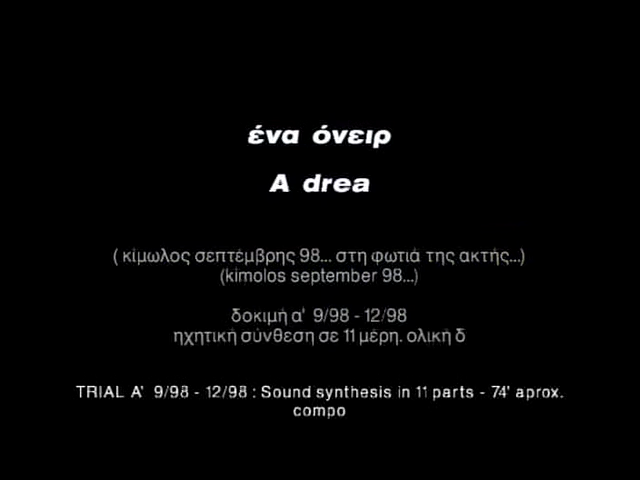 ένα όνειρ
A drea
( κίμωλος σεπτέμβρης 98... στη φωτιά της ακτής...)
(kimolos september 98...)
δοκιμή α' 9/98 - 12/98
ηχητική σύνθεση σε 11 μέρη. ολική δ
TRIAL A' 9/98 - 12/98 : Sound synthesis in 11 parts - 74' aprox.
compo